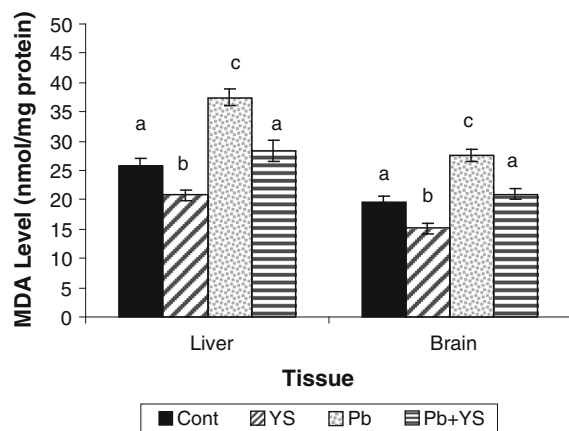 MDA Level (nmol/mg protein)
50
45
40
35
30
25
20
15
10
5
0
a
b
c
a
a
b
c
a
Liver Brain
Tissue
Cont YS Pb Pb+YS